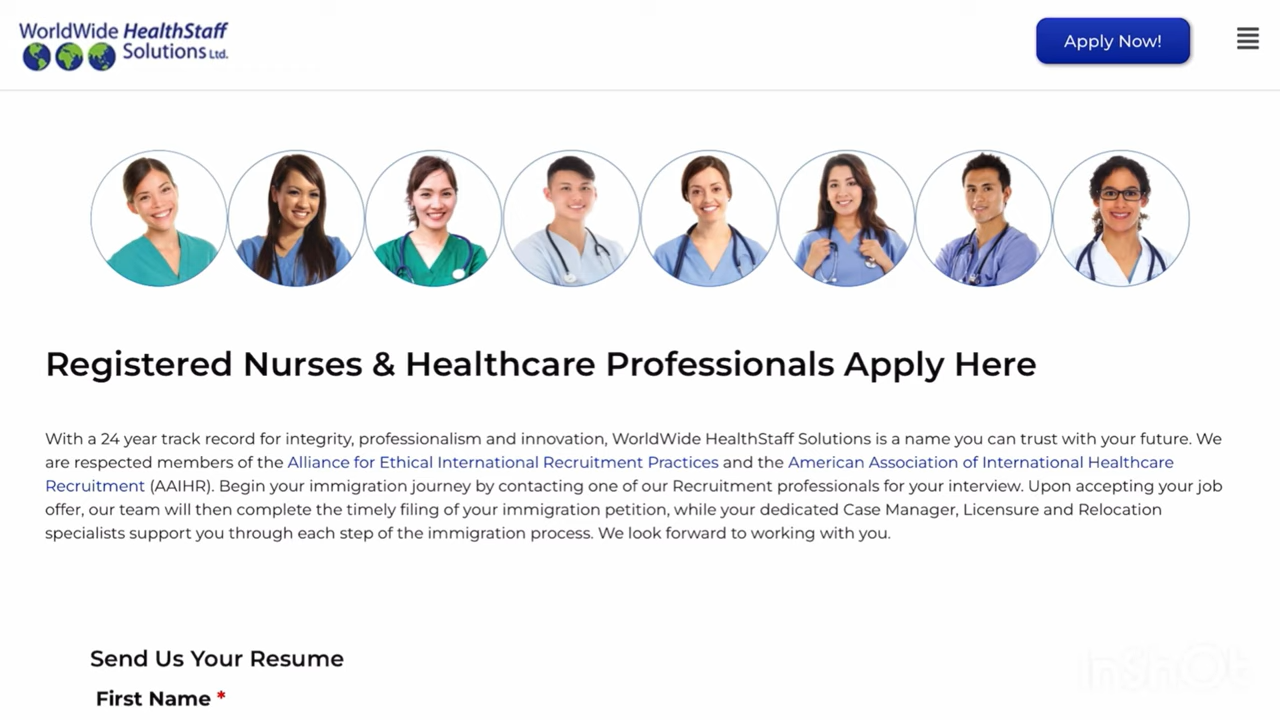 WorldWide HealthStaff
Solutions Ltd.
Apply Now!
Registered Nurses & Healthcare Professionals Apply Here
With a 24 year track record for integrity, professionalism and innovation, WorldWide HealthStaff Solutions is a name you can trust with your future. We
are respected members of the Alliance for Ethical International Recruitment Practices and the American Association of International Healthcare
Recruitment (AAIHR). Begin your immigration journey by contacting one of our Recruitment professionals for your interview. Upon accepting your job
offer, our team will then complete the timely filing of your immigration petition, while your dedicated Case Manager, Licensure and Relocation
specialists support you through each step of the immigration process. We look forward to working with you.
Send Us Your Resume
First Name *
InShOt